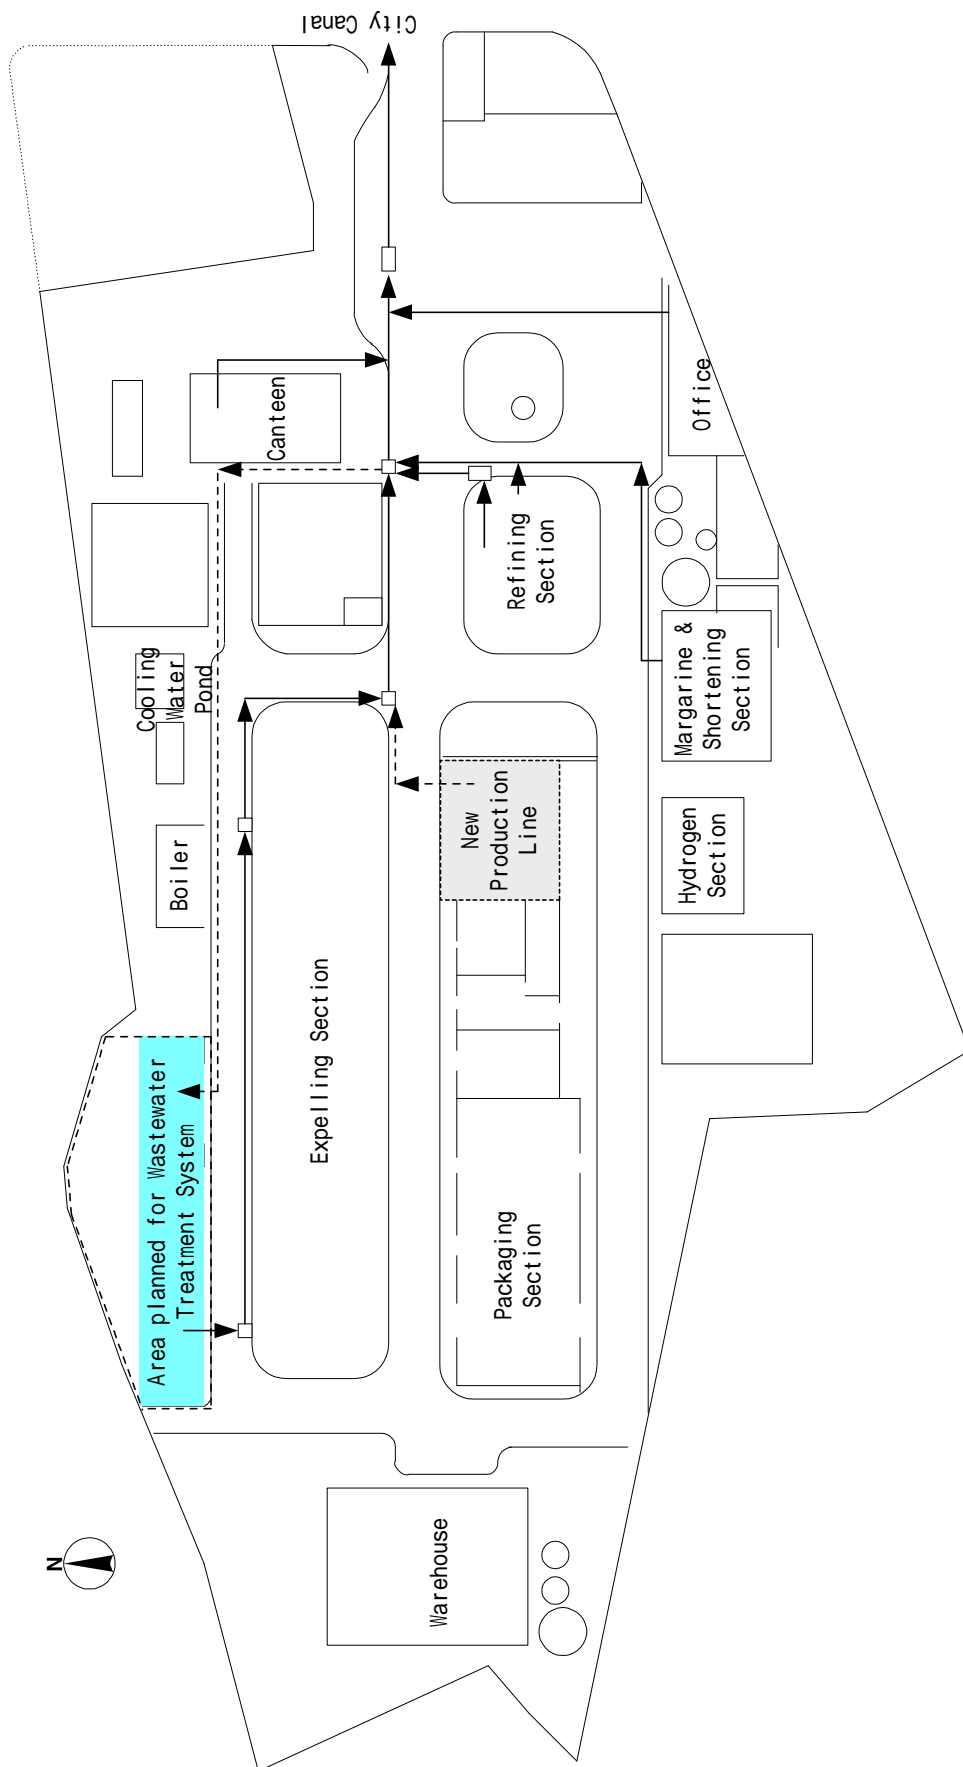 City Canal
Canteen
Office
Refining
Section
Cooling
Water
Pond
Margarine &
Shortening
Section
New
Production
Line
Boiler
Hydrogen
Section
Expelling Section
Area planned for Wastewater
Treatment System
Packaging
Section
Warehouse
N